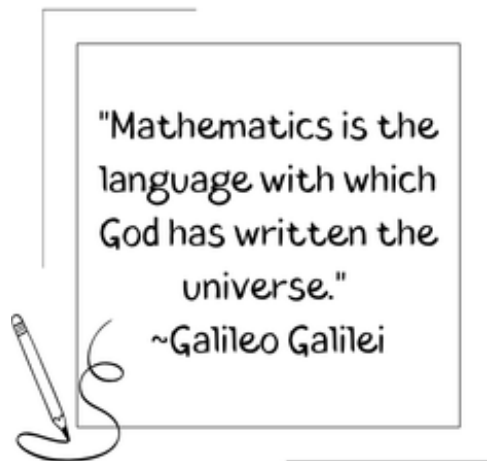 "Mathematics is the
language with which
God has written the
universe."
~Galileo Galilei